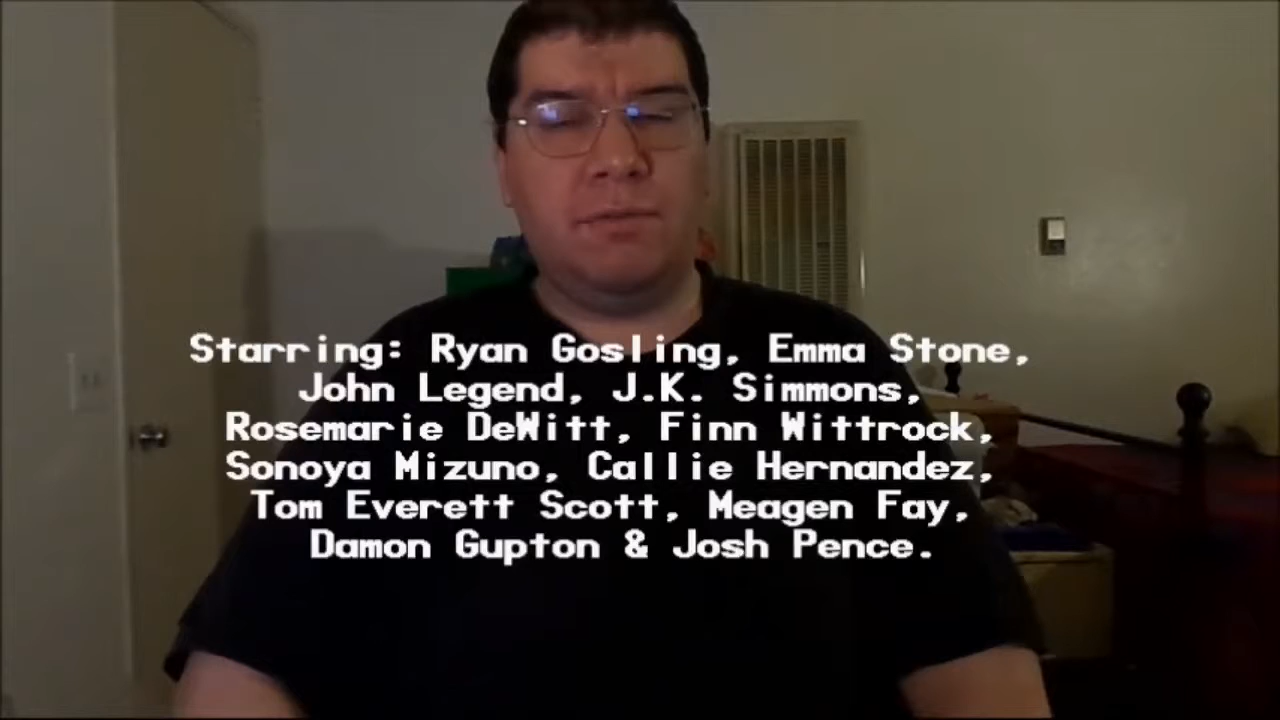 Starring: Ryan Gosling, Emma Stone,
John Legend, J.K. Simmons,
Rosemarie DeWitt, Finn Wittrock,
Sonoya Mizuno, Callie Hernandez,
Tom Everett Scott, Meagen Fay,
Damon Gupton & Josh Pence.